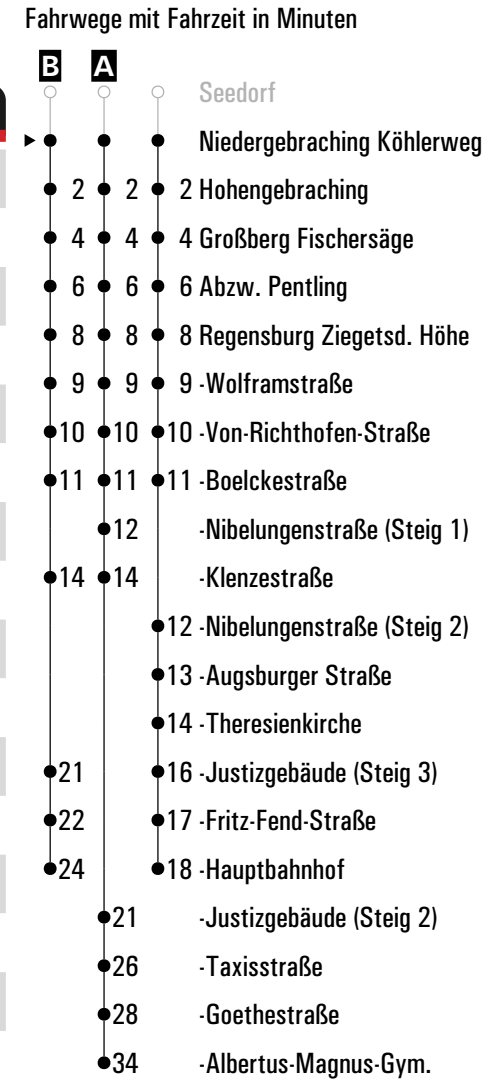 Fahrwege mit Fahrzeit in Minuten
B A
Seedorf
Niedergebraching Köhlerweg
2 2 2 Hohengebraching
4 4 4 Großberg Fischersäge
6 6 6 Abzw. Pentling
8 8 8 Regensburg Ziegetsd. Höhe
9 9 9 -Wolframstraße
10 10 10 -Von-Richthofen-Straße
11 11 11 -Boelckestraße
12 -Nibelungenstraße (Steig 1)
14 14 -Klenzestraße
12 -Nibelungenstraße (Steig 2)
13 -Augsburger Straße
14 -Theresienkirche
21 16 -Justizgebäude (Steig 3)
22 17 -Fritz-Fend-Straße
24 18 -Hauptbahnhof
21 -Justizgebäude (Steig 2)
26 -Taxisstraße
28 -Goethestraße
34 -Albertus-Magnus-Gym.